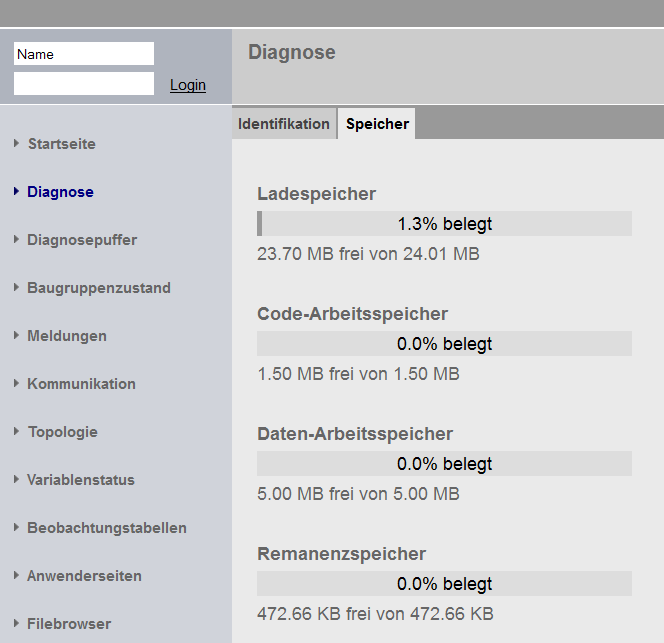 Name
Login
Diagnose
Identifikation
Speicher
Startseite
Diagnose
Diagnosepuffer
Baugruppenzustand
Meldungen
Kommunikation
Topologie
Variablenstatus
Beobachtungstabellen
Anwenderseiten
Filebrowser
Ladespeicher
1.3% belegt
23.70 MB frei von 24.01 MB
Code-Arbeitsspeicher
0.0% belegt
1.50 MB frei von 1.50 MB
Daten-Arbeitsspeicher
0.0% belegt
5.00 MB frei von 5.00 MB
Remanenzspeicher
0.0% belegt
472.66 KB frei von 472.66 KB